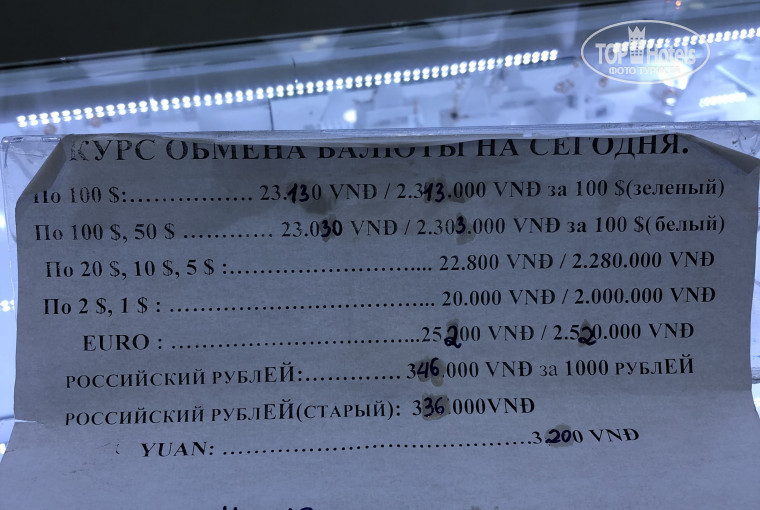 TOPHotels
ФОТО-ТУРОВ
КУРС ОБМЕНА ВАЛЮТЫ НА СЕГОДНЯ:
По 100 $:................ 23.130 VNĐ / 2.313.000 VNĐ за 100 $(зеленый)
По 100 $, 50 $ ............ 23.030 VNĐ / 2.303.000 VNĐ за 100 $(белый)
По 20 $, 10 $, 5 $ :........................... 22.800 VNĐ / 2.280.000 VNĐ
По 2 $, 1 $ : .................................... 20.000 VNĐ / 2.000.000 VNĐ
EURO : ..................................25200 VNĐ / 2.520.000 VNĐ
РОССИЙСКИЙ РУБЛЕЙ:............. 346.000 VNĐ за 1000 РУБЛЕЙ
РОССИЙСКИЙ РУБЛЕЙ(СТАРЫЙ): 336.000VNĐ
YUAN: ..........................................3.200 VNĐ